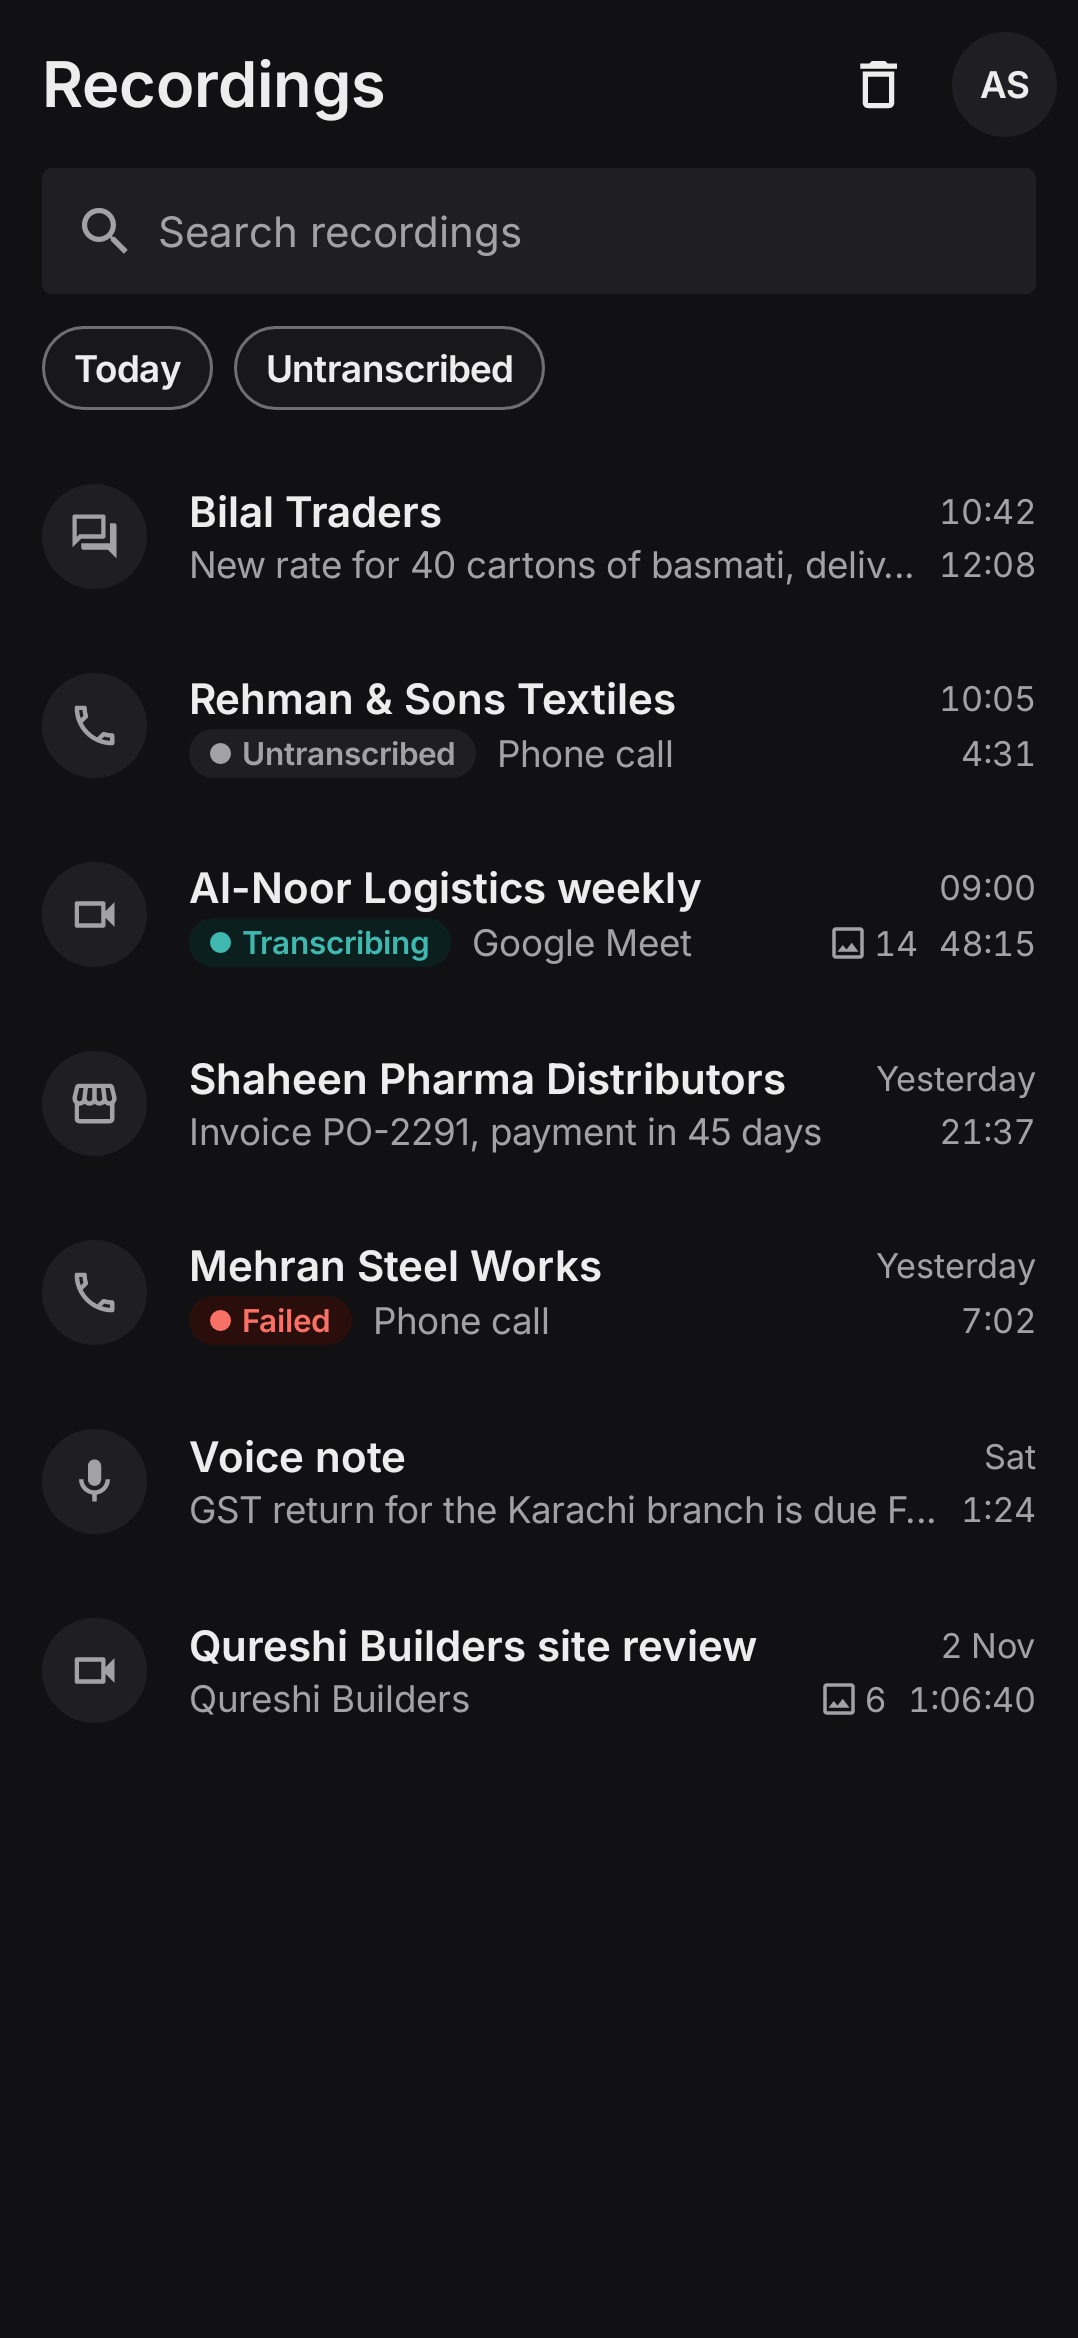 Recordings
AS
Search recordings
Today
Untranscribed
Bilal Traders
10:42
New rate for 40 cartons of basmati, deliv...
12:08
Rehman & Sons Textiles
10:05
Untranscribed
Phone call
4:31
Al-Noor Logistics weekly
09:00
Transcribing
Google Meet
14
48:15
Shaheen Pharma Distributors
Yesterday
Invoice PO-2291, payment in 45 days
21:37
Mehran Steel Works
Yesterday
Failed
Phone call
7:02
Voice note
Sat
GST return for the Karachi branch is due F...
1:24
Qureshi Builders site review
2 Nov
Qureshi Builders
6
1:06:40